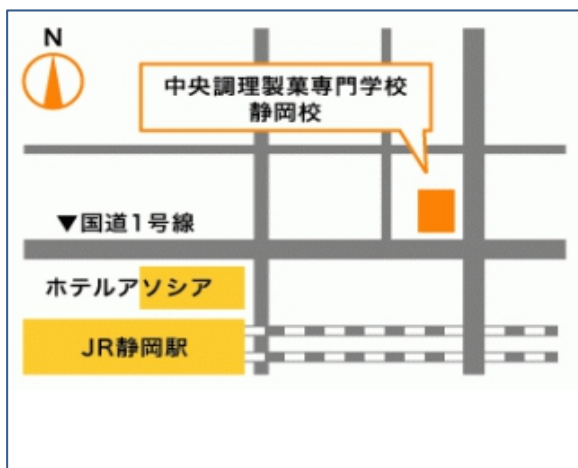 N
中央調理製菓専門学校
静岡校
▼国道1号線
ホテルアソシア
JR静岡駅